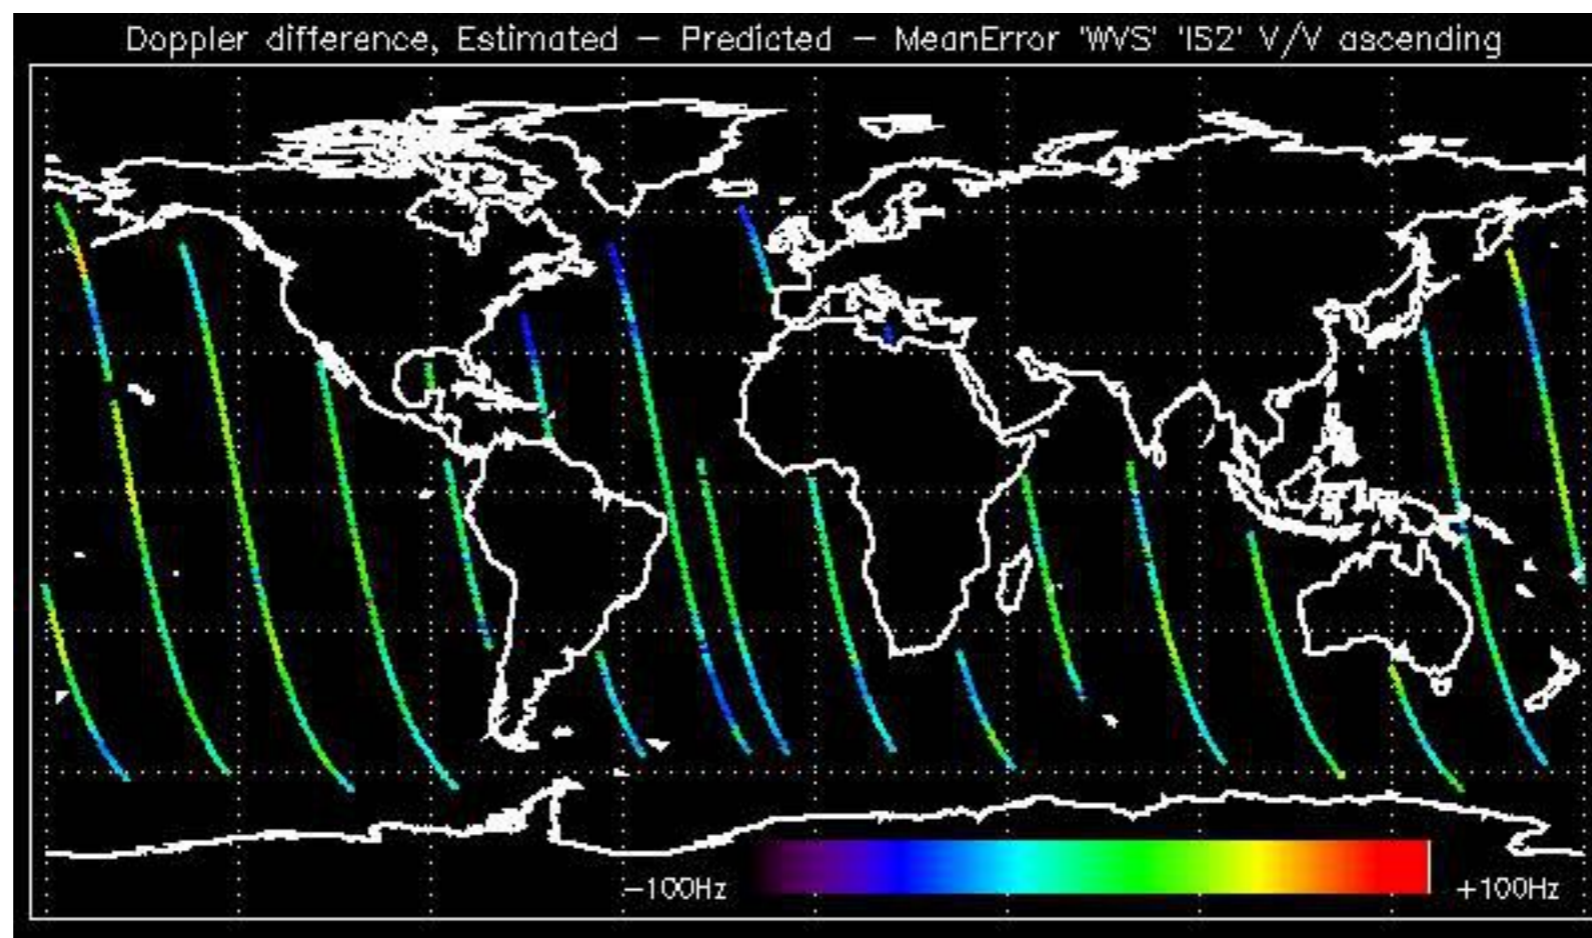 Doppler difference, Estimated – Predicted – MeanError 'WVS' 'IS2' V/V ascending
–100Hz +100Hz